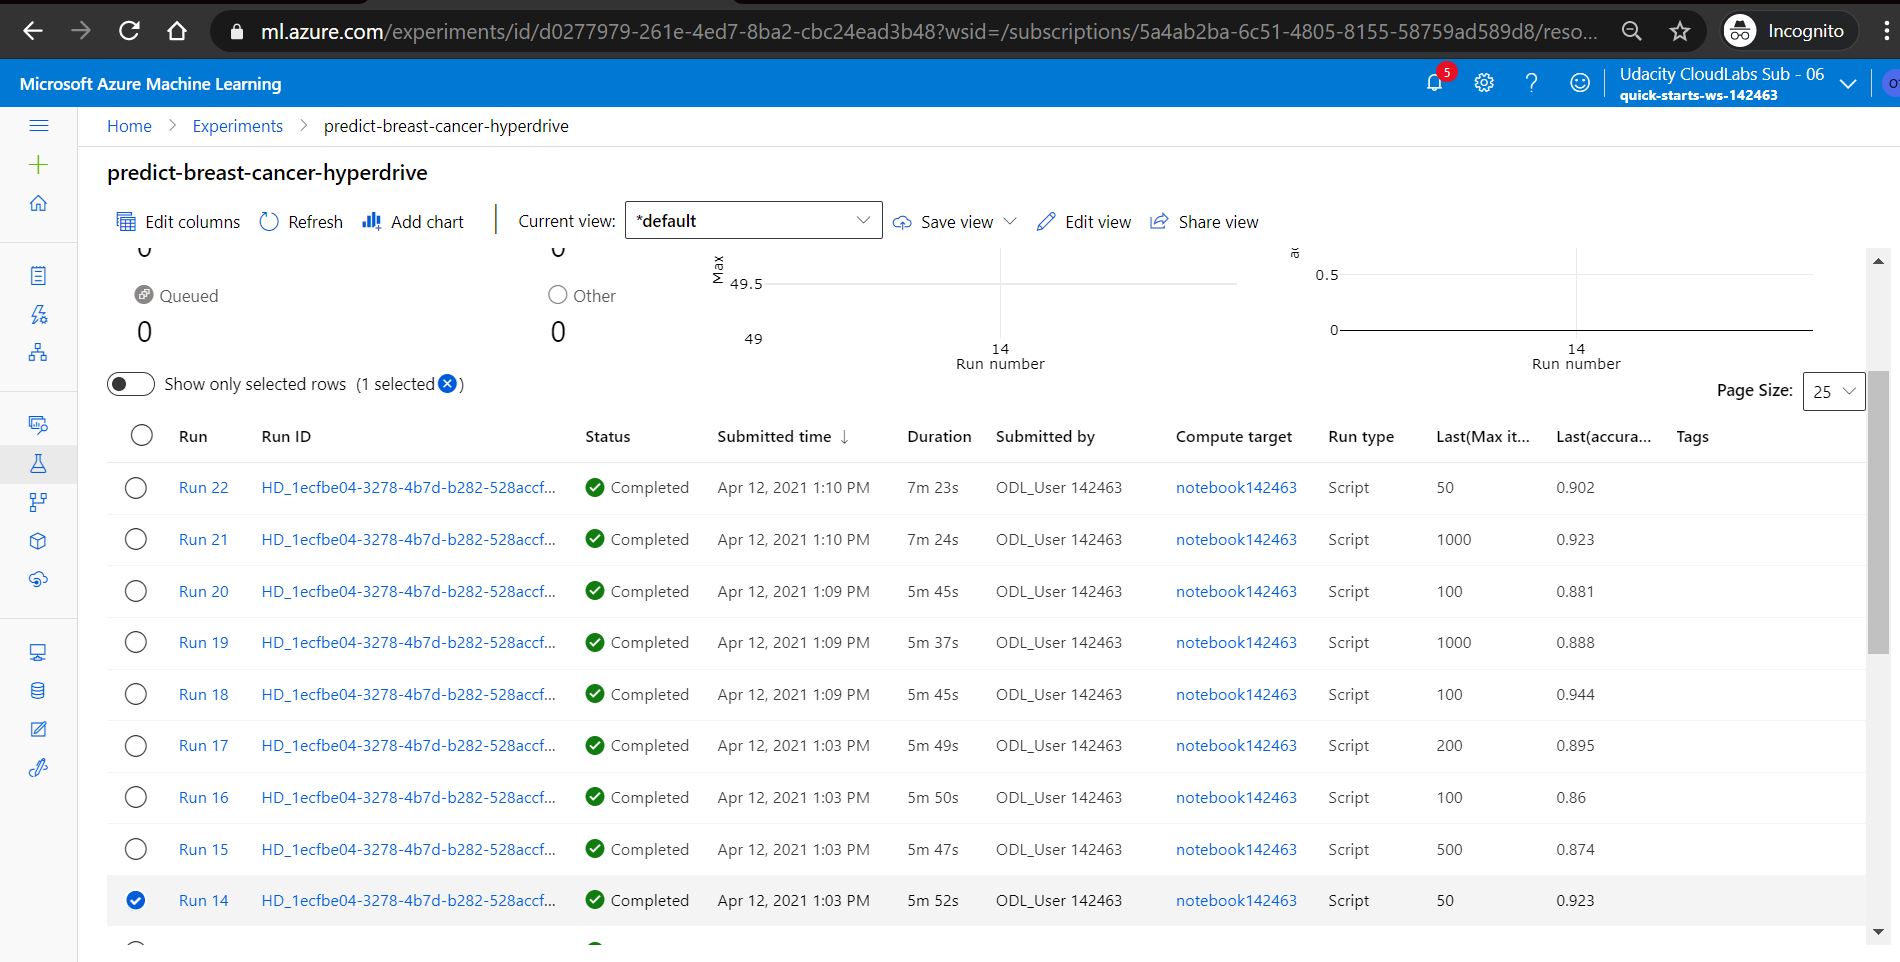 ml.azure.com/experiments/id/d0277979-261e-4ed7-8ba2-cbc24ead3b48?wsid=/subscriptions/5a4ab2ba-6c51-4805-8155-58759ad589d8/reso...
Incognito
Microsoft Azure Machine Learning
5
Udacity CloudLabs Sub - 06
quick-starts-ws-142463
Home > Experiments > predict-breast-cancer-hyperdrive
predict-breast-cancer-hyperdrive
Edit columns Refresh Add chart Current view: *default Save view Edit view Share view
0 0
Queued Other
0 0
Max
49.5
49
14
Run number
0.5
0
14
Run number
Show only selected rows (1 selected )
Page Size: 25
Run Run ID Status Submitted time ↓ Duration Submitted by Compute target Run type Last(Max it... Last(accura... Tags
Run 22 HD_1ecfbe04-3278-4b7d-b282-528accf... Completed Apr 12, 2021 1:10 PM 7m 23s ODL_User 142463 notebook142463 Script 50 0.902
Run 21 HD_1ecfbe04-3278-4b7d-b282-528accf... Completed Apr 12, 2021 1:10 PM 7m 24s ODL_User 142463 notebook142463 Script 1000 0.923
Run 20 HD_1ecfbe04-3278-4b7d-b282-528accf... Completed Apr 12, 2021 1:09 PM 5m 45s ODL_User 142463 notebook142463 Script 100 0.881
Run 19 HD_1ecfbe04-3278-4b7d-b282-528accf... Completed Apr 12, 2021 1:09 PM 5m 37s ODL_User 142463 notebook142463 Script 1000 0.888
Run 18 HD_1ecfbe04-3278-4b7d-b282-528accf... Completed Apr 12, 2021 1:09 PM 5m 45s ODL_User 142463 notebook142463 Script 100 0.944
Run 17 HD_1ecfbe04-3278-4b7d-b282-528accf... Completed Apr 12, 2021 1:03 PM 5m 49s ODL_User 142463 notebook142463 Script 200 0.895
Run 16 HD_1ecfbe04-3278-4b7d-b282-528accf... Completed Apr 12, 2021 1:03 PM 5m 50s ODL_User 142463 notebook142463 Script 100 0.86
Run 15 HD_1ecfbe04-3278-4b7d-b282-528accf... Completed Apr 12, 2021 1:03 PM 5m 47s ODL_User 142463 notebook142463 Script 500 0.874
Run 14 HD_1ecfbe04-3278-4b7d-b282-528accf... Completed Apr 12, 2021 1:03 PM 5m 52s ODL_User 142463 notebook142463 Script 50 0.923